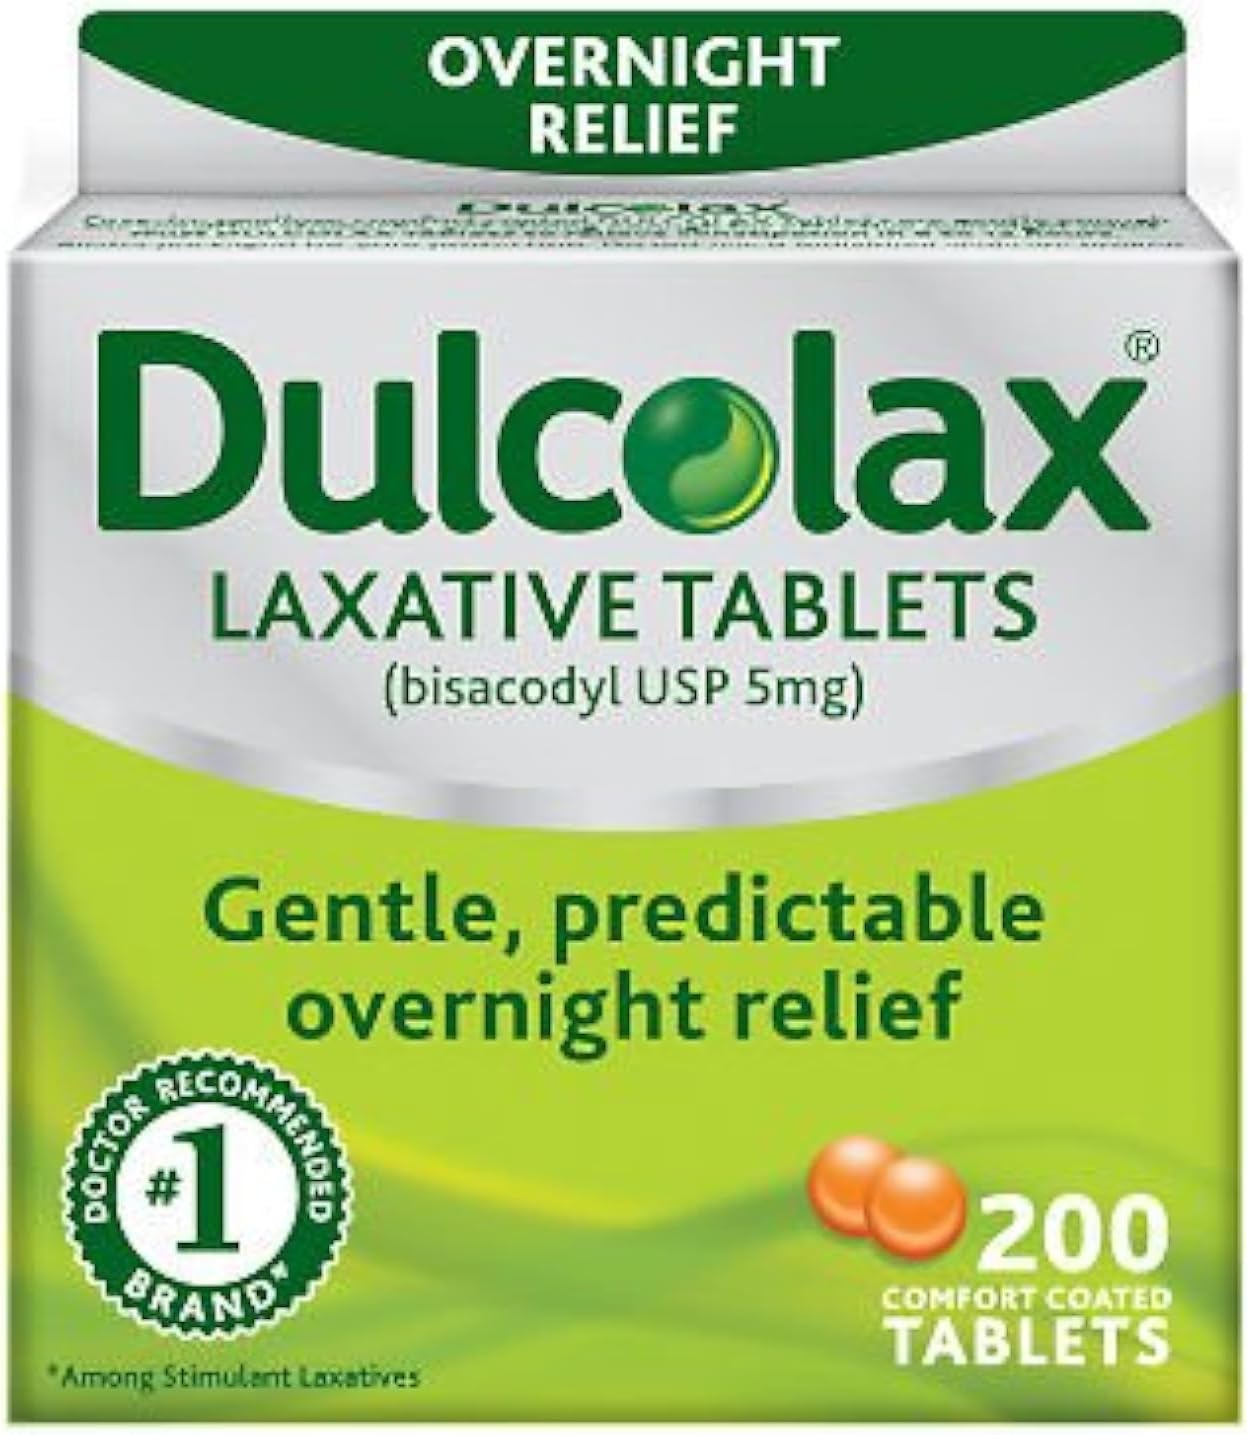 OVERNIGHT
RELIEF
Dulcolax
Dulcolax®
LAXATIVE TABLETS
(bisacodyl USP 5mg)
Gentle, predictable
overnight relief
DOCTOR RECOMMENDED
#1
BRAND*
200
COMFORT COATED
TABLETS
*Among Stimulant Laxatives